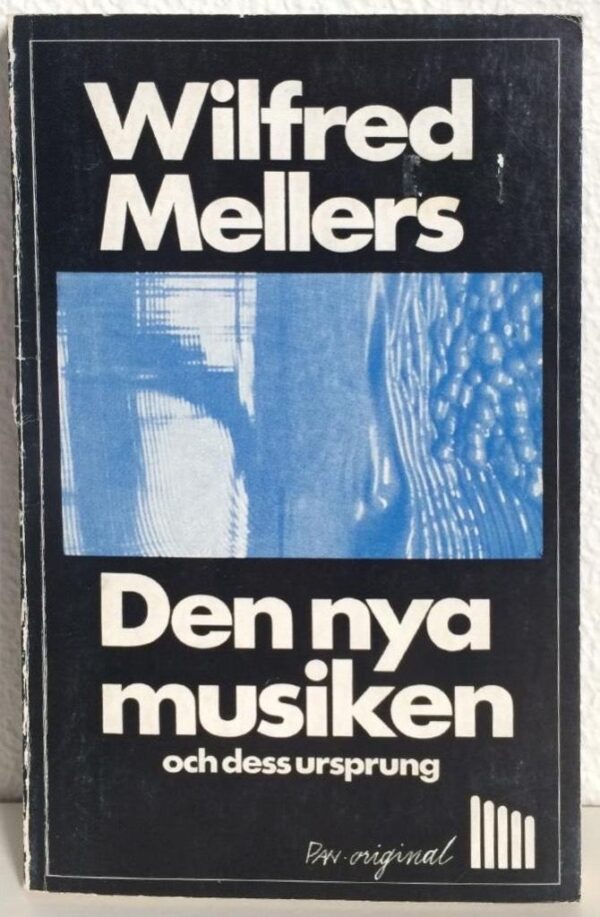 Wilfred
Mellers
Den nya
musiken
och dess ursprung
PAN-original